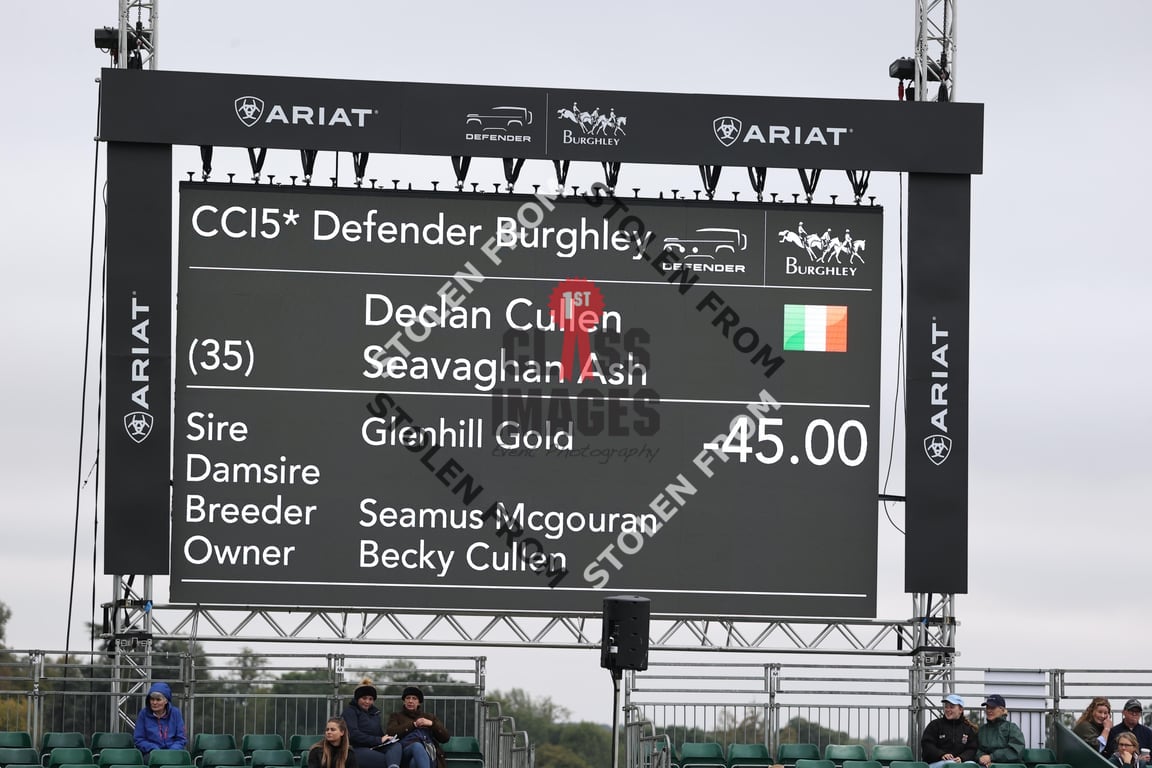 ARIAT
DEFENDER
BURGHLEY
ARIAT
CCI5* Defender Burghley
DEFENDER
BURGHLEY
Declan Cullen
(35)
Seavaghan Ash
Sire Glenhill Gold -45.00
Damsire
Breeder Seamus Mcgouran
Owner Becky Cullen
ARIAT
ARIAT
STOLEN FROM
STOLEN FROM
1ST
CLASS
IMAGES
Event Photography
STOLEN FROM
STOLEN FROM